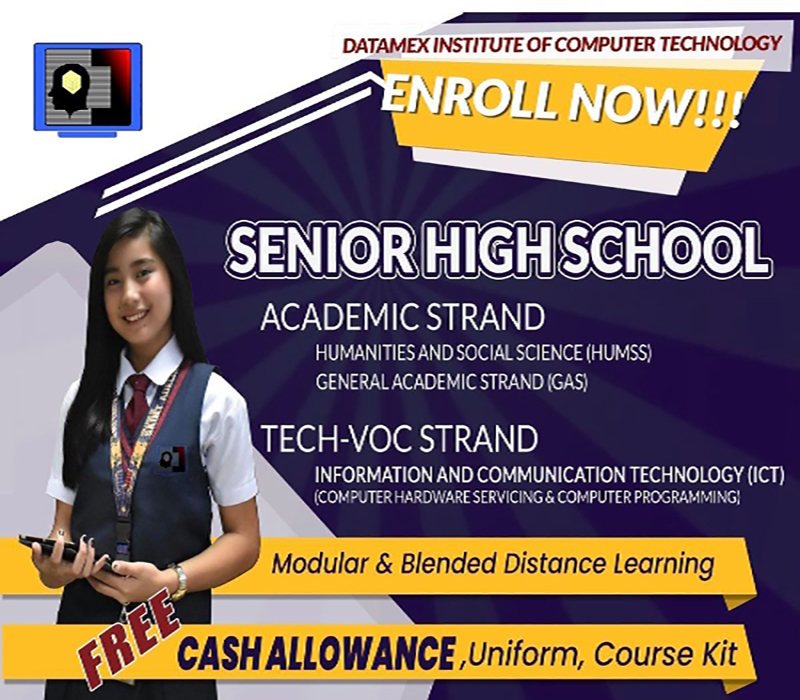 DATAMEX INSTITUTE OF COMPUTER TECHNOLOGY
ENROLL NOW!!!
SENIOR HIGH SCHOOL
ACADEMIC STRAND
HUMANITIES AND SOCIAL SCIENCE (HUMSS)
GENERAL ACADEMIC STRAND (GAS)
TECH-VOC STRAND
INFORMATION AND COMMUNICATION TECHNOLOGY (ICT)
(COMPUTER HARDWARE SERVICING & COMPUTER PROGRAMMING)
Modular & Blended Distance Learning
FREE
CASH ALLOWANCE ,Uniform, Course Kit